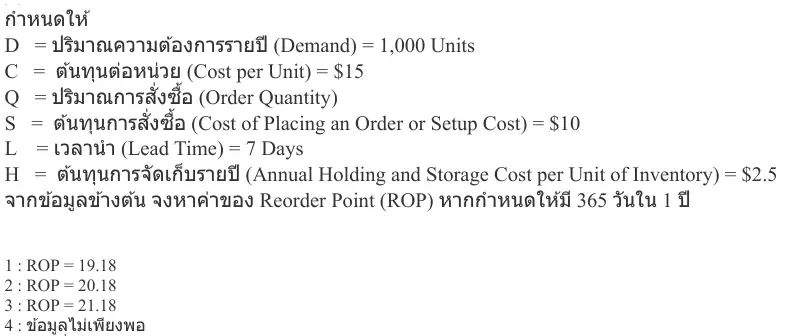 กำหนดให้
D = ปริมาณความต้องการรายปี (Demand) = 1,000 Units
C = ต้นทุนต่อหน่วย (Cost per Unit) = $15
Q = ปริมาณการสั่งซื้อ (Order Quantity)
S = ต้นทุนการสั่งซื้อ (Cost of Placing an Order or Setup Cost) = $10
L = เวลานำ (Lead Time) = 7 Days
H = ต้นทุนการจัดเก็บรายปี (Annual Holding and Storage Cost per Unit of Inventory) = $2.5
จากข้อมูลข้างต้น จงหาค่าของ Reorder Point (ROP) หากกำหนดให้มี 365 วันใน 1 ปี
1 : ROP = 19.18
2 : ROP = 20.18
3 : ROP = 21.18
4 : ข้อมูลไม่เพียงพอ